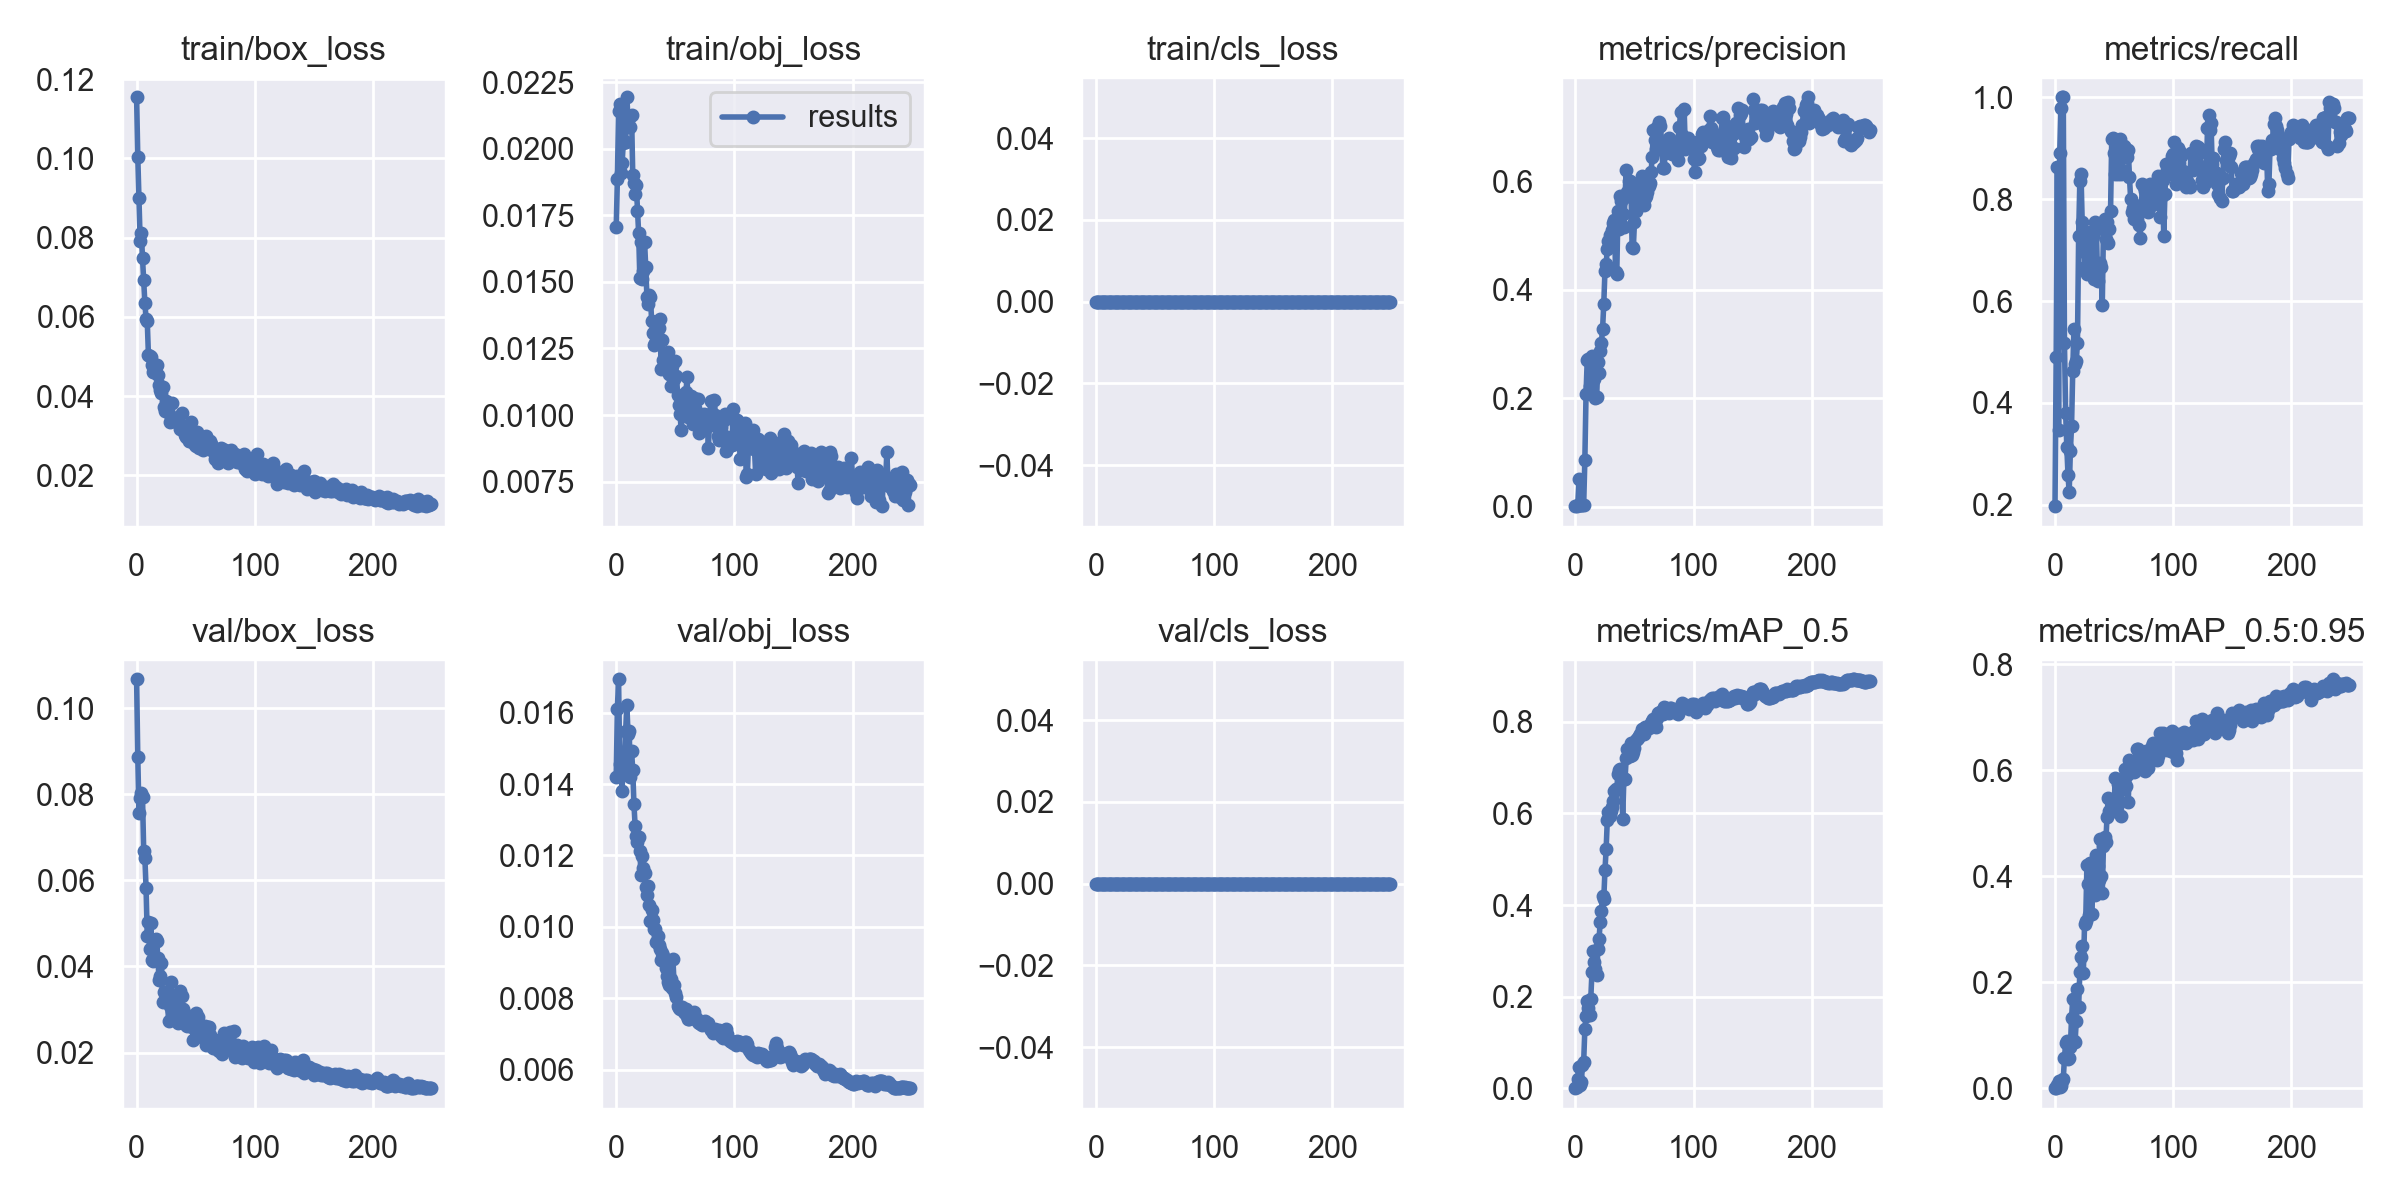 train/box_loss
0.12
0.10
0.08
0.06
0.04
0.02
0 100 200
train/obj_loss
results
0.0225
0.0200
0.0175
0.0150
0.0125
0.0100
0.0075
0 100 200
train/cls_loss
0.04
0.02
0.00
−0.02
−0.04
0 100 200
metrics/precision
0.6
0.4
0.2
0.0
0 100 200
metrics/recall
1.0
0.8
0.6
0.4
0.2
0 100 200
val/box_loss
0.10
0.08
0.06
0.04
0.02
0 100 200
val/obj_loss
0.016
0.014
0.012
0.010
0.008
0.006
0 100 200
val/cls_loss
0.04
0.02
0.00
−0.02
−0.04
0 100 200
metrics/mAP_0.5
0.8
0.6
0.4
0.2
0.0
0 100 200
metrics/mAP_0.5:0.95
0.8
0.6
0.4
0.2
0.0
0 100 200